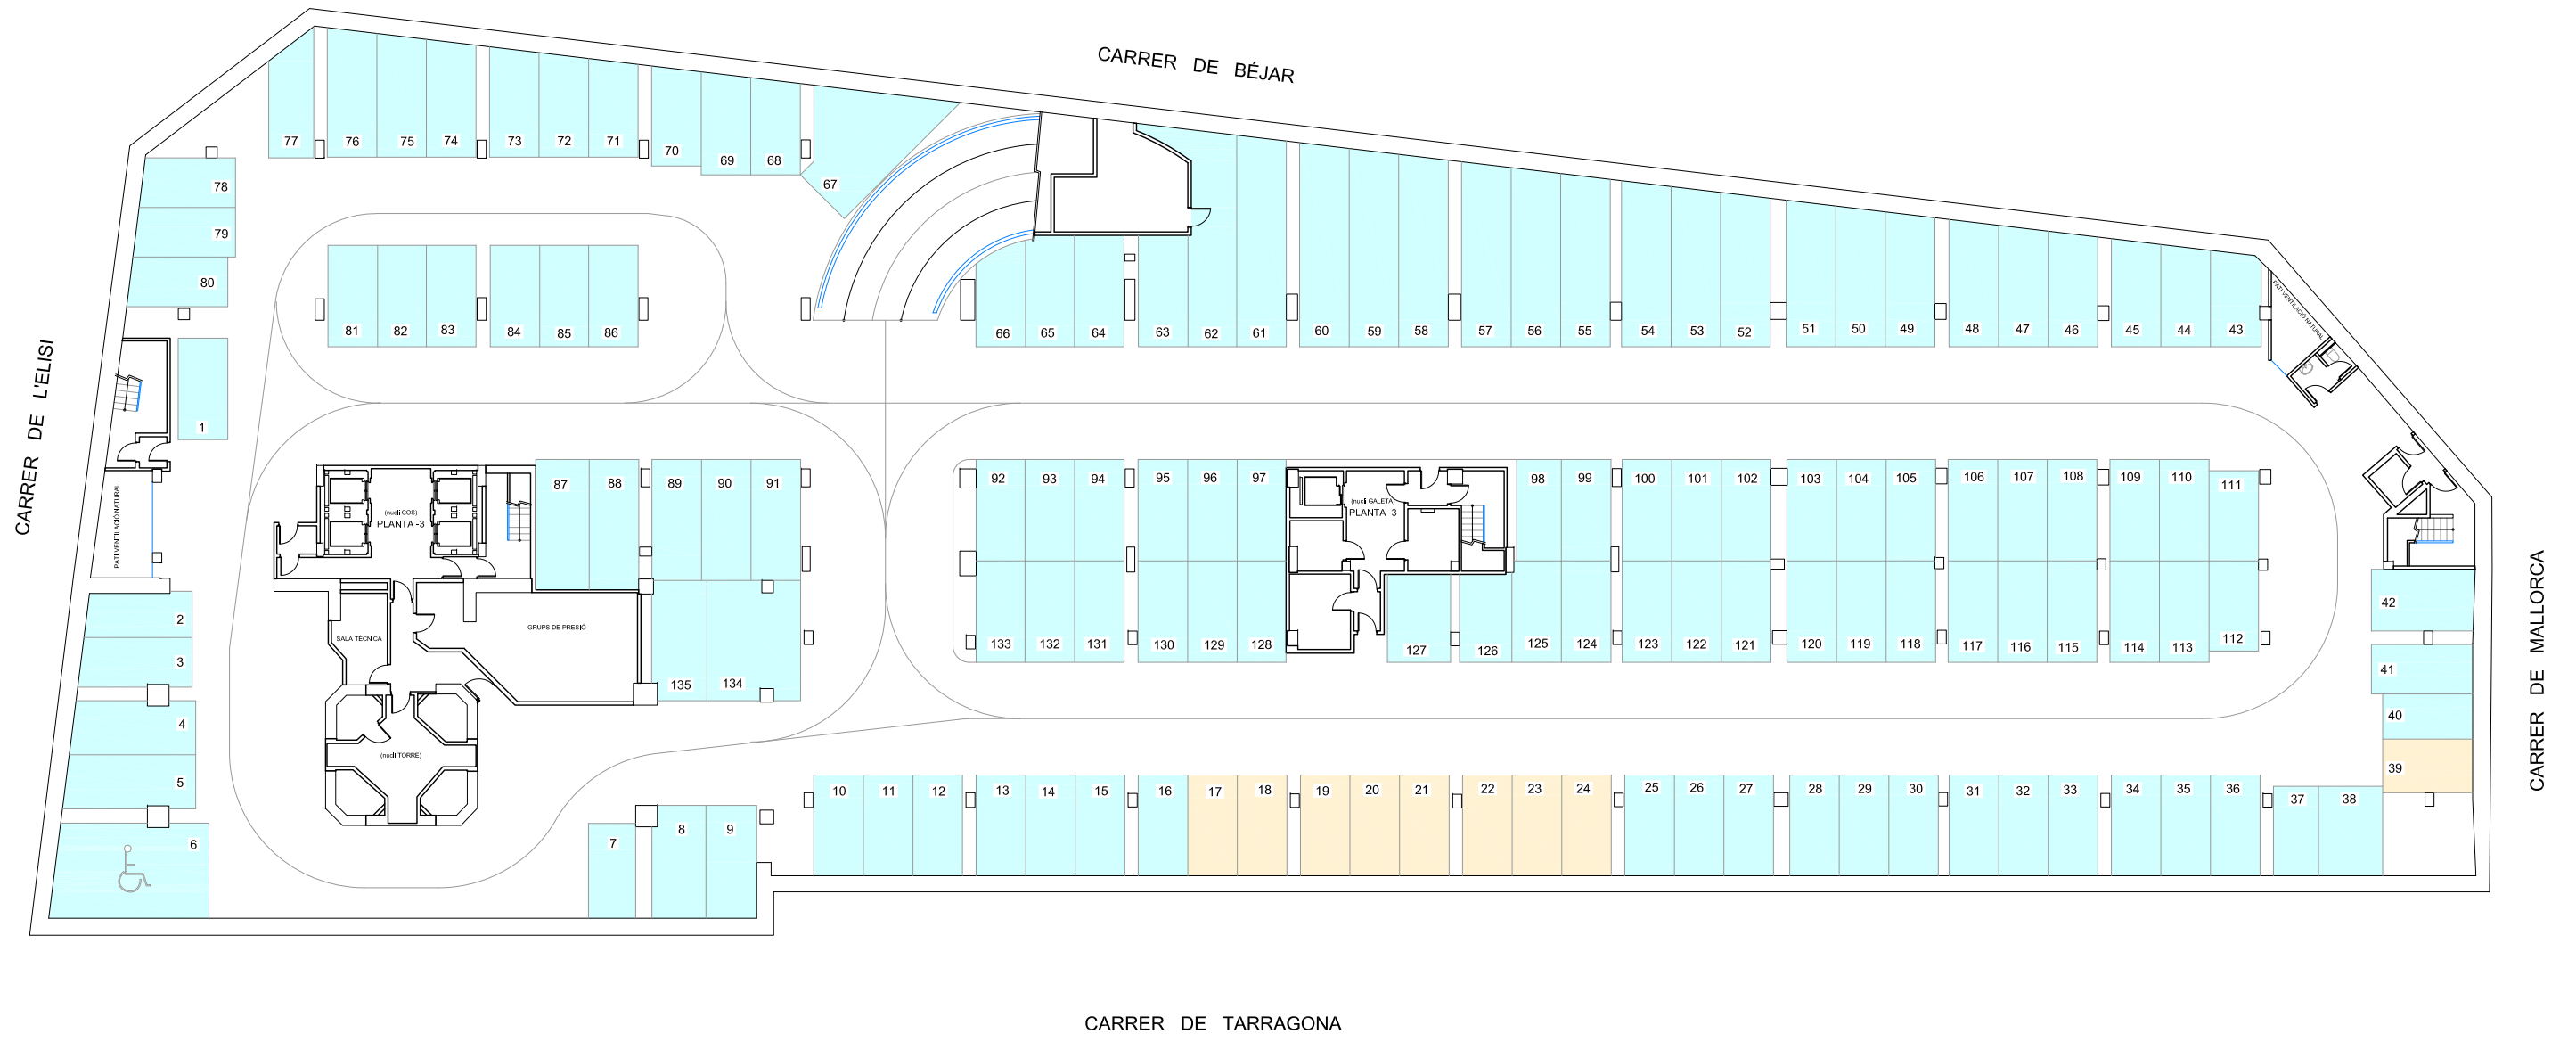 CARRER DE BÉJAR
77 76 75 74 73 72 71 70 69 68
67
78
79
80
81 82 83 84 85 86
66 65 64 63 62 61 60 59 58 57 56 55 54 53 52 51 50 49 48 47 46 45 44 43
PATI VENTILACIÓ NATURAL
CARRER DE L'ELISI
1
PATI VENTILACIÓ NATURAL
(nucli COS)
PLANTA -3
87 88 89 90 91
92 93 94 95 96 97
(nucli GALETA)
PLANTA -3
98 99 100 101 102 103 104 105 106 107 108 109 110 111
2
3
4
5
6
SALA TÈCNICA
GRUPS DE PRESIÓ
135 134
(nucli TORRE)
133 132 131 130 129 128 127 126 125 124 123 122 121 120 119 118 117 116 115 114 113 112
42
41
40
39
CARRER DE MALLORCA
7 8 9
10 11 12 13 14 15 16 17 18 19 20 21 22 23 24 25 26 27 28 29 30 31 32 33 34 35 36 37 38
CARRER DE TARRAGONA